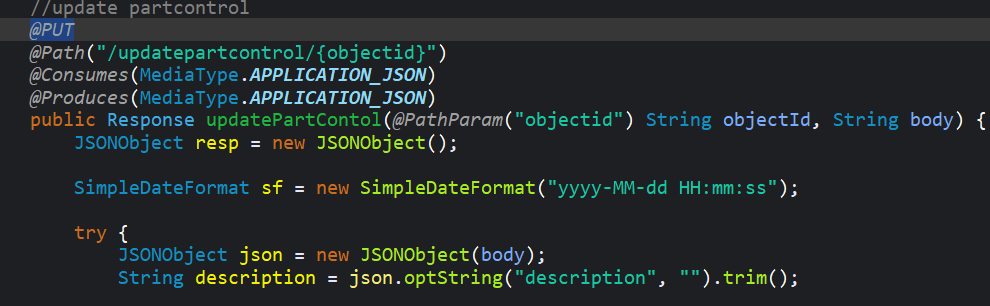 //update partcontrol
@PUT
@Path("/updatepartcontrol/{objectid}")
@Consumes(MediaType.APPLICATION_JSON)
@Produces(MediaType.APPLICATION_JSON)
public Response updatePartContol(@PathParam("objectid") String objectId, String body) {
JSONObject resp = new JSONObject();
SimpleDateFormat sf = new SimpleDateFormat("yyyy-MM-dd HH:mm:ss");
try {
JSONObject json = new JSONObject(body);
String description = json.optString("description", "").trim();